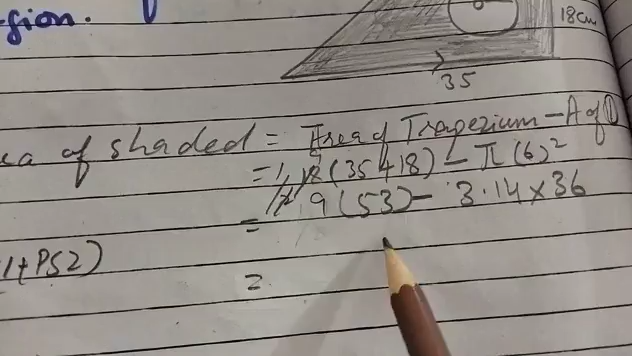 gion.
18cm
35
ea of shaded = Area of Trapezium - A of
= 1/2 18 (35+18) - π(6)²
= 9(53) - 3.14×36
1+PS2)
=